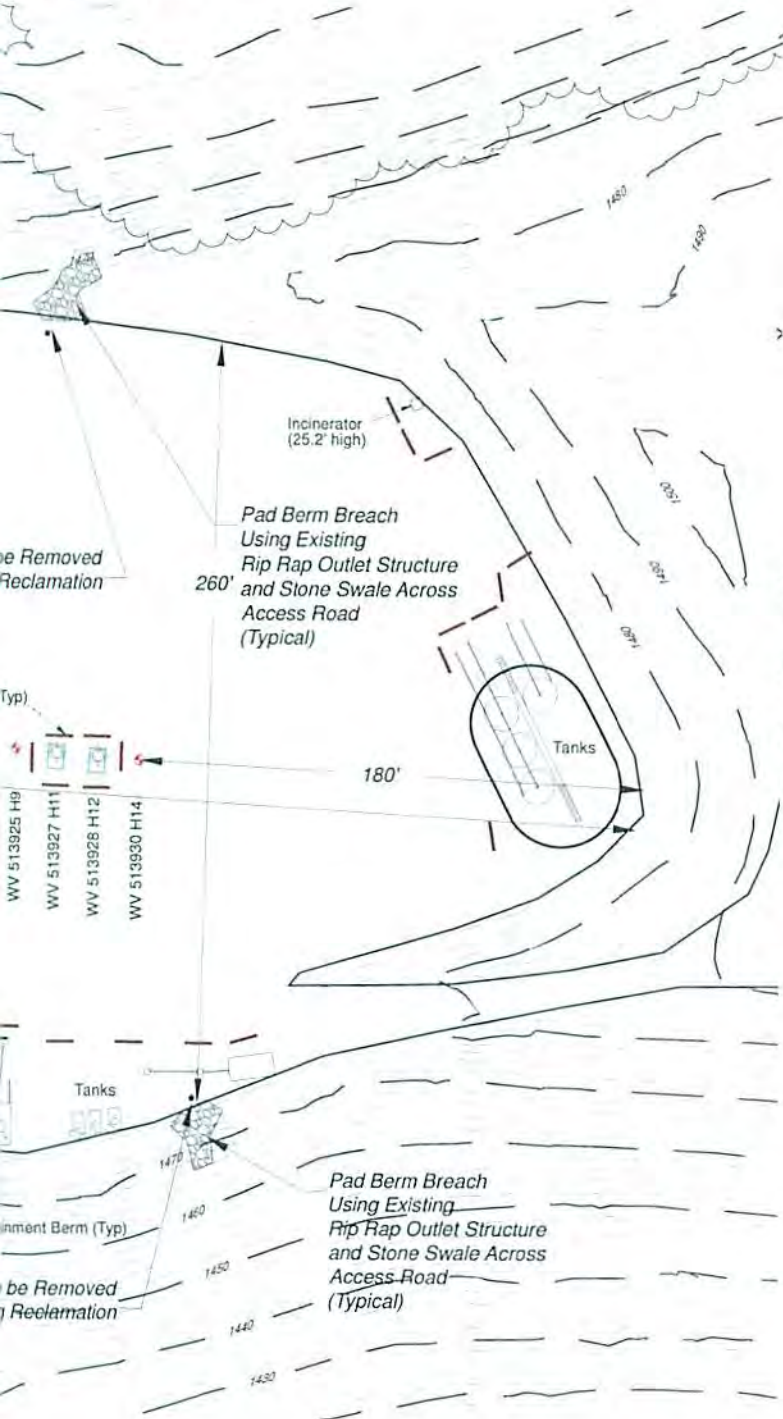 1480
1490
1470
Incinerator
(25.2' high)
1500
1490
1480
Pad Berm Breach
Using Existing
Rip Rap Outlet Structure
and Stone Swale Across
Access Road
(Typical)
be Removed
Reclamation
260'
Typ)
Tanks
180'
WV 513925 H9
WV 513927 H11
WV 513928 H12
WV 513930 H14
Tanks
1470
1460
1450
1440
1430
Pad Berm Breach
Using Existing
Rip Rap Outlet Structure
and Stone Swale Across
Access Road
(Typical)
inment Berm (Typ)
be Removed
Reclamation